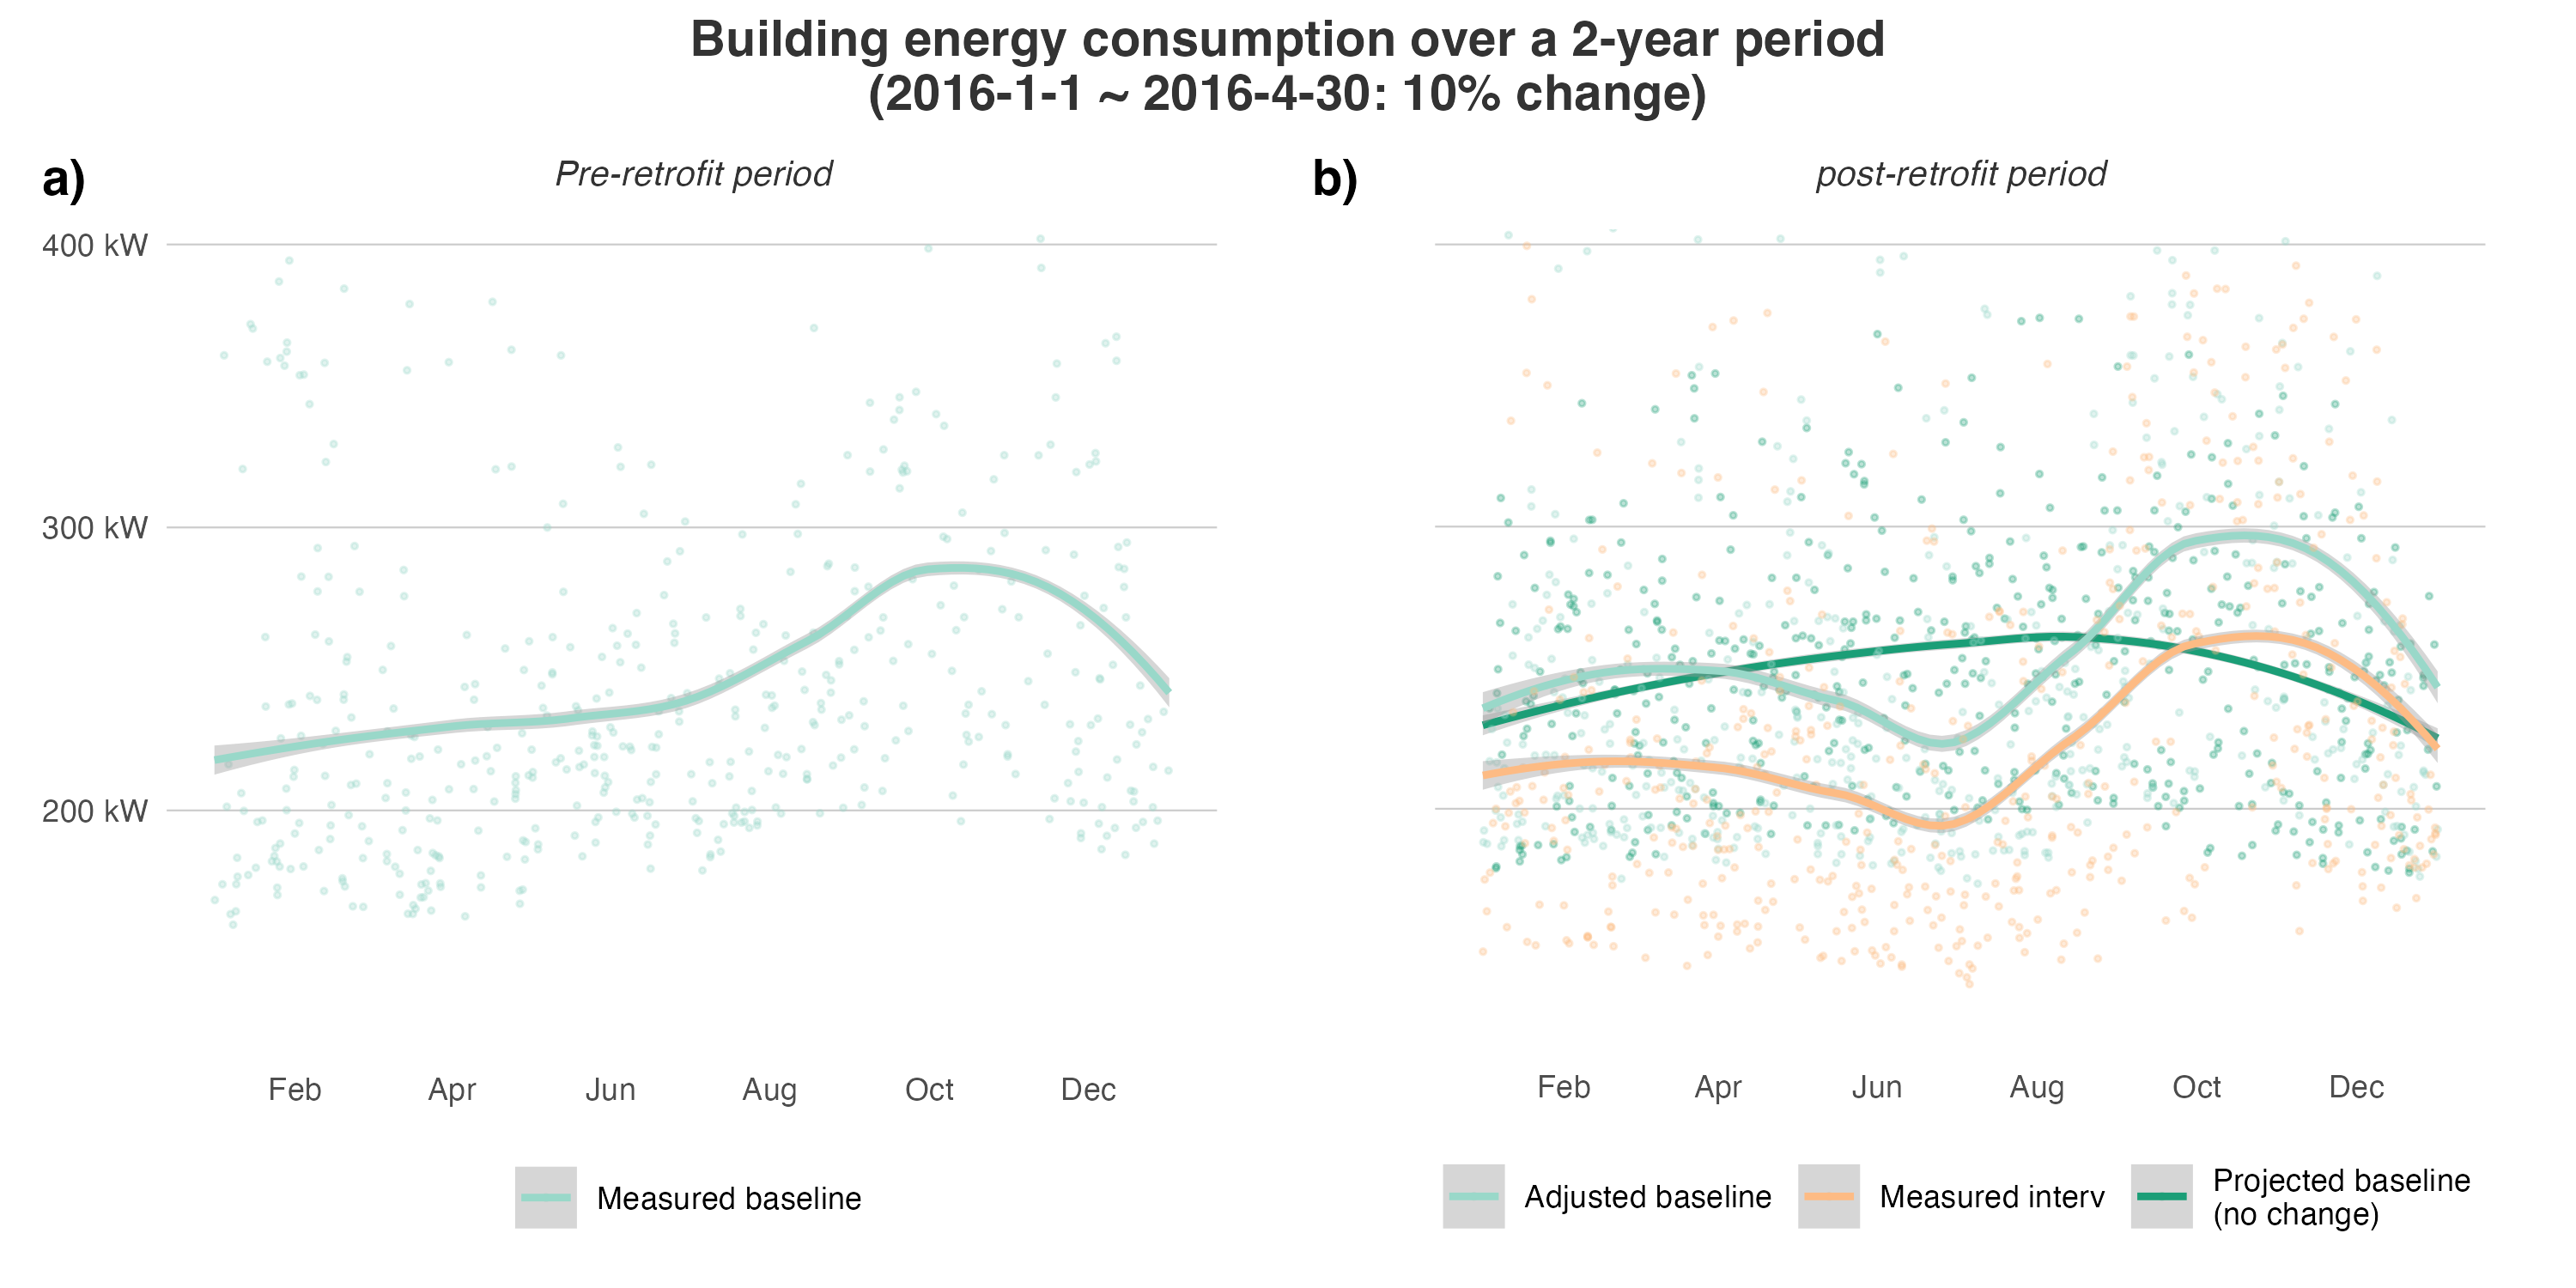 Building energy consumption over a 2-year period
(2016-1-1 ~ 2016-4-30: 10% change)
a)
Pre-retrofit period
400 kW
300 kW
200 kW
Feb Apr Jun Aug Oct Dec
Measured baseline
b)
post-retrofit period
Feb Apr Jun Aug Oct Dec
Adjusted baseline
Measured interv
Projected baseline
(no change)